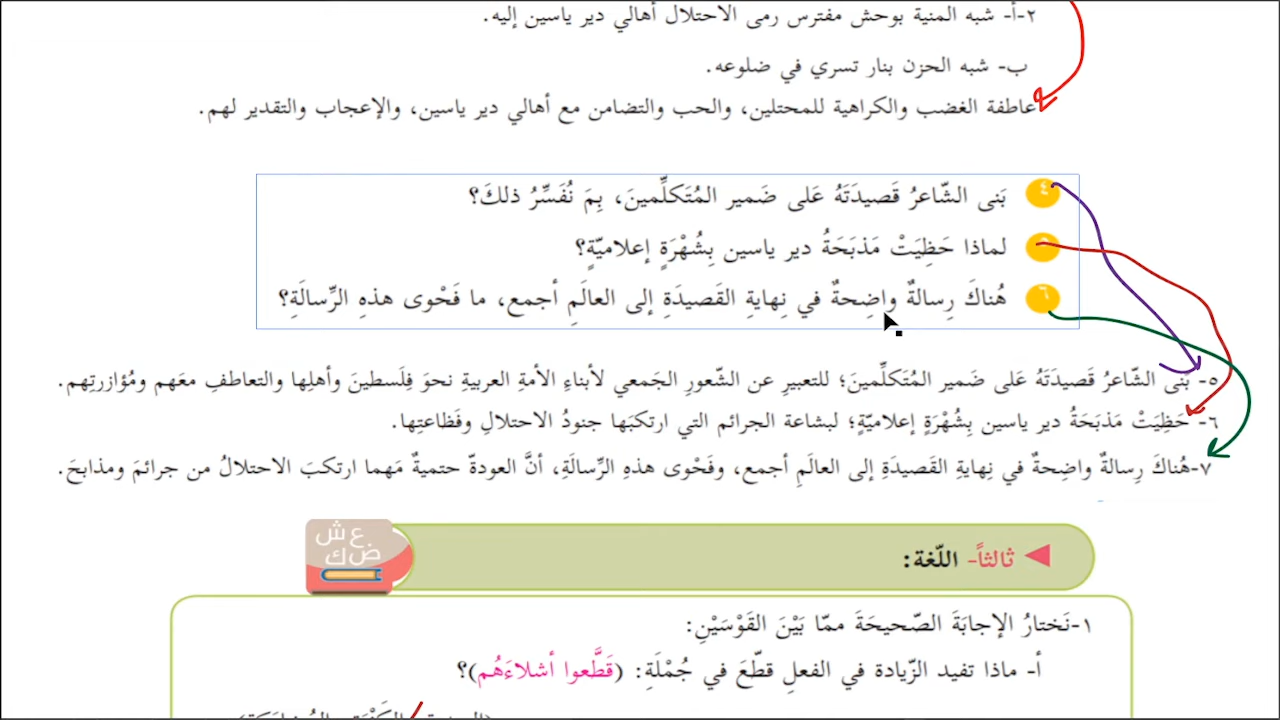 ٢-أ- شبه المنية بوحش مفترس رمى الاحتلال أهالي دير ياسين إليه.
ب- شبه الحزن بنار تسري في ضلوعه.
عاطفة الغضب والكراهية للمحتلين، والحب والتضامن مع أهالي دير ياسين، والإعجاب والتقدير لهم.
٤ بَنى الشّاعرُ قَصيدَتَهُ عَلى ضَمير المُتَكلِّمينَ، بِمَ نُفَسِّرُ ذلكَ؟
٥ لماذا حَظِيَتْ مَذبَحَةُ دير ياسين بِشُهْرَةٍ إعلاميّةٍ؟
٦ هُناكَ رِسالةٌ واضِحةٌ في نِهايةِ القَصيدَةِ إلى العالَمِ أجمع، ما فَحْوى هذهِ الرِّسالَةِ؟
٥- بَنى الشّاعرُ قَصيدَتَهُ عَلى ضَمير المُتَكلِّمينَ؛ للتعبيرِ عن الشّعورِ الجَمعي لأبناءِ الأمةِ العربيةِ نحوَ فِلَسطينَ وأهلِها والتعاطفِ معَهم ومُؤازرتِهم.
٦- حَظِيَتْ مَذبَحَةُ دير ياسين بِشُهْرَةٍ إعلاميّةٍ؛ لبشاعة الجرائم التي ارتكبَها جنودُ الاحتلالِ وفَظاعتِها.
٧-هُناكَ رِسالةٌ واضِحةٌ في نِهايةِ القَصيدَةِ إلى العالَمِ أجمع، وفَحْوى هذهِ الرِّسالَةِ، أنَّ العودةّ حتميةٌ مَهما ارتكبَ الاحتلالُ من جرائمَ ومذابحَ.
ع ش
ض ك
ثالثاً- اللّغة:
١-نَختارُ الإجابَةَ الصّحيحَةَ ممّا بَيْنَ القَوْسَيْنِ:
أ- ماذا تفيد الزّيادة في الفعلِ قطّعَ في جُمْلَةِ: (قَطَّعوا أشلاءَهُم)؟